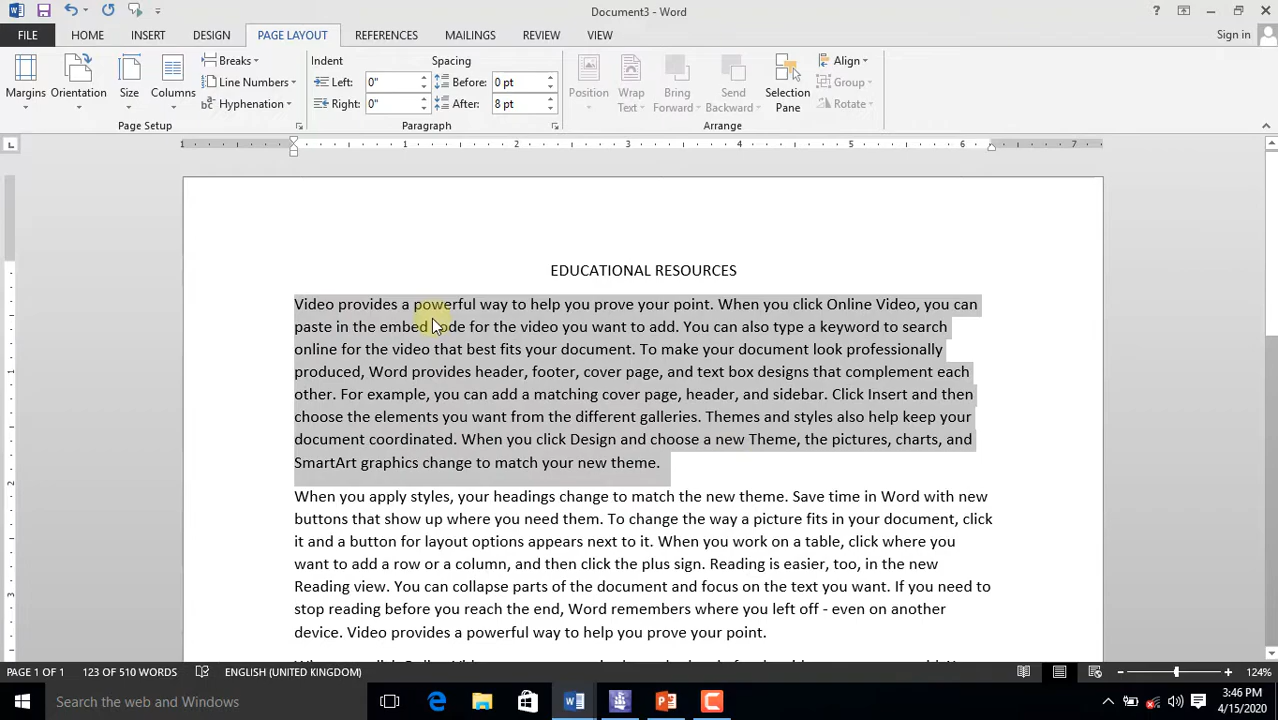 Document3 - Word
?
FILE HOME INSERT DESIGN PAGE LAYOUT REFERENCES MAILINGS REVIEW VIEW Sign in
Margins Orientation Size Columns
Breaks
Line Numbers
Hyphenation
Page Setup
Indent
Left: 0"
Right: 0"
Spacing
Before: 0 pt
After: 8 pt
Paragraph
Position Wrap Text Bring Forward Send Backward Selection Pane
Align
Group
Rotate
Arrange
1 1 2 3 4 5 6 7
EDUCATIONAL RESOURCES
Video provides a powerful way to help you prove your point. When you click Online Video, you can
paste in the embed code for the video you want to add. You can also type a keyword to search
online for the video that best fits your document. To make your document look professionally
produced, Word provides header, footer, cover page, and text box designs that complement each
other. For example, you can add a matching cover page, header, and sidebar. Click Insert and then
choose the elements you want from the different galleries. Themes and styles also help keep your
document coordinated. When you click Design and choose a new Theme, the pictures, charts, and
SmartArt graphics change to match your new theme.
When you apply styles, your headings change to match the new theme. Save time in Word with new
buttons that show up where you need them. To change the way a picture fits in your document, click
it and a button for layout options appears next to it. When you work on a table, click where you
want to add a row or a column, and then click the plus sign. Reading is easier, too, in the new
Reading view. You can collapse parts of the document and focus on the text you want. If you need to
stop reading before you reach the end, Word remembers where you left off - even on another
device. Video provides a powerful way to help you prove your point.
1
2
3
PAGE 1 OF 1 123 OF 510 WORDS ENGLISH (UNITED KINGDOM) 124%
Search the web and Windows
3:46 PM
4/15/2020